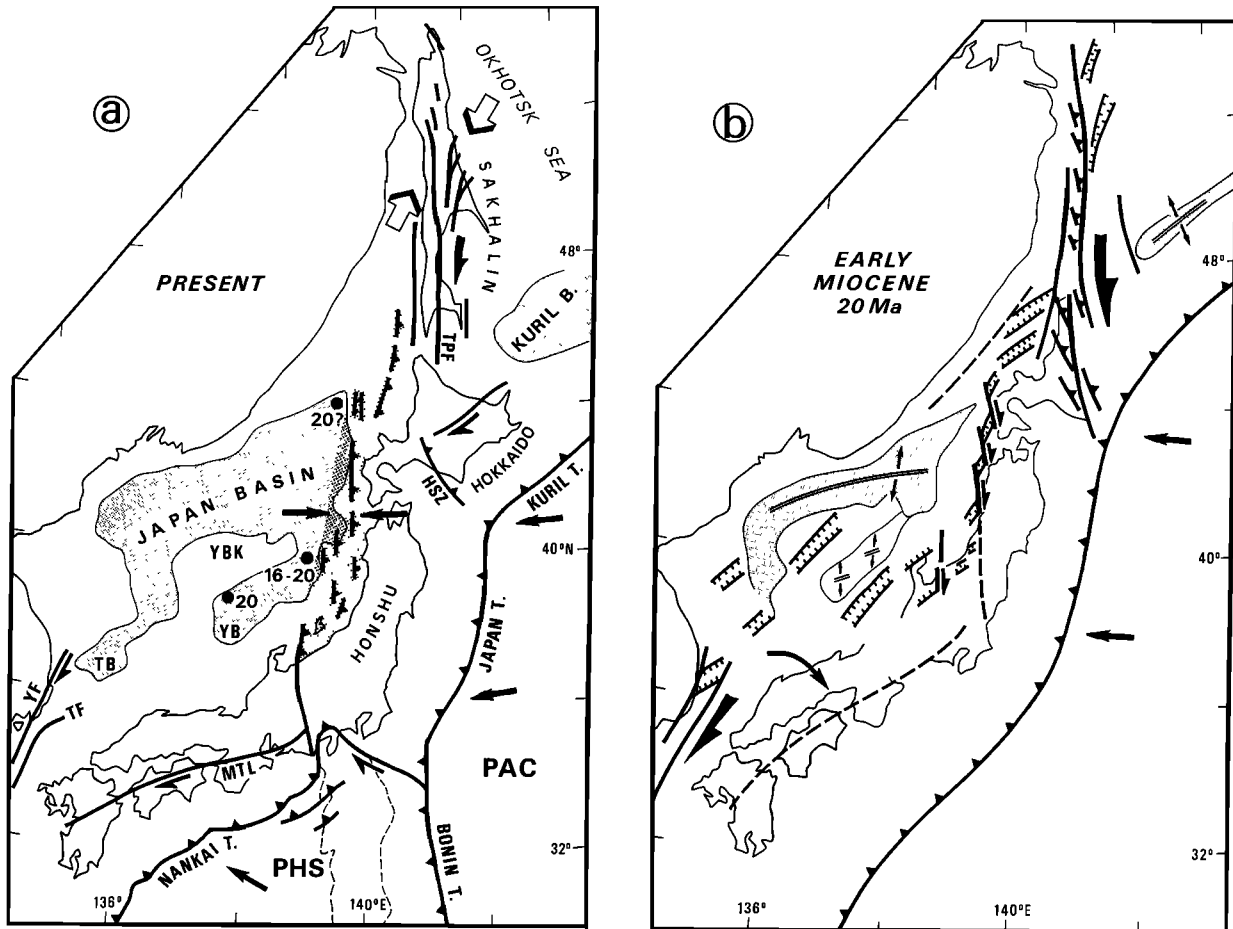 a
OKHOTSK
SEA
SAKHALIN
48°
PRESENT
KURIL B.
TPF
20?
JAPAN BASIN
HOKKAIDO
HSZ
KURIL T.
YBK
40°N
16-20
20
YB
HONSHU
JAPAN T.
TB
YF
TF
PAC
MTL
NANKAI T.
PHS
BONIN T.
32°
136°
140°E
b
EARLY
MIOCENE
20 Ma
48°
40°
32°
136°
140°E